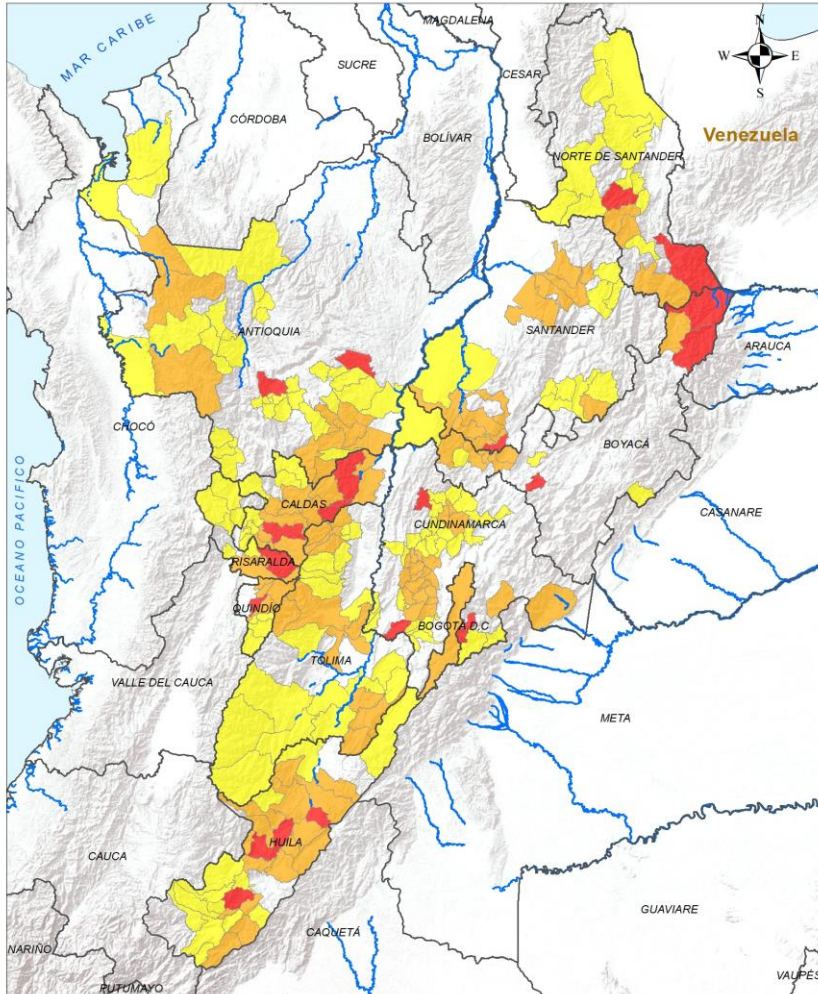 MAGDALENA
MAR CARIBE
N
W
E
S
SUCRE
CESAR
CÓRDOBA
BOLÍVAR
Venezuela
NORTE DE SANTANDER
ANTIOQUIA
SANTANDER
ARAUCA
CHOCÓ
BOYACÁ
OCEANO PACIFICO
CALDAS
CUNDINAMARCA
CASANARE
RISARALDA
QUINDÍO
BOGOTÁ D.C
TOLIMA
VALLE DEL CAUCA
META
HUILA
CAUCA
GUAVIARE
CAQUETÁ
NARIÑO
PUTUMAYO
VAUPÉS